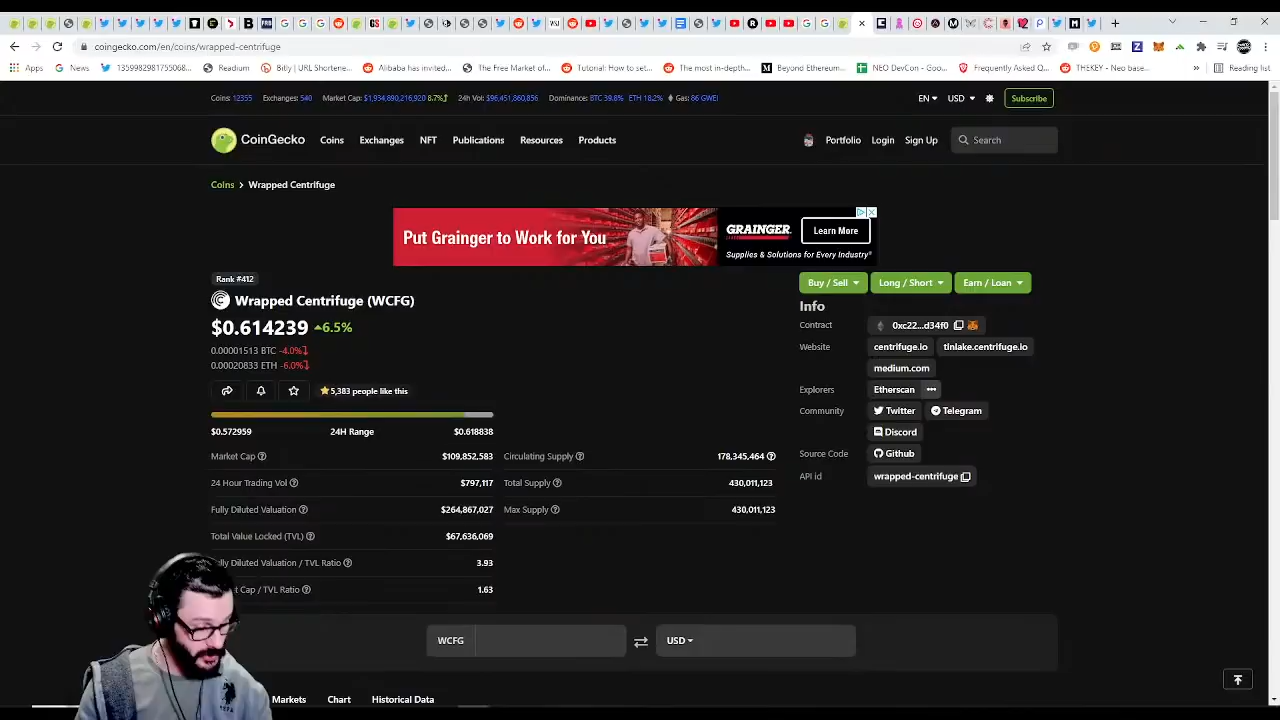 coingecko.com/en/coins/wrapped-centrifuge
Apps
News
1359982981755068...
Readium
Bitly | URL Shortene...
Alibaba has invited...
The Free Market of...
Tutorial: How to set...
The most in-depth...
Beyond Ethereum...
NEO DevCon - Goo...
Frequently Asked Q...
THEKEY - Neo base...
»
Reading list
Coins: 12355 Exchanges: 540 Market Cap: $1,934,890,216,920 8.7% 24h Vol: $96,451,860,856 Dominance: BTC 39.8% ETH 18.2% Gas: 86 GWEI
EN USD Subscribe
CoinGecko Coins Exchanges NFT Publications Resources Products Portfolio Login Sign Up Search
Coins > Wrapped Centrifuge
Put Grainger to Work for You
GRAINGER Learn More
Supplies & Solutions for Every Industry®
Rank #412
Wrapped Centrifuge (WCFG)
$0.614239 6.5%
0.00001513 BTC -4.0%
0.00020833 ETH -6.0%
5,383 people like this
$0.572959 24H Range $0.618838
Market Cap $109,852,583
24 Hour Trading Vol $797,117
Fully Diluted Valuation $264,867,027
Total Value Locked (TVL) $67,636,069
Fully Diluted Valuation / TVL Ratio 3.93
Cap / TVL Ratio 1.63
Circulating Supply 178,345,464
Total Supply 430,011,123
Max Supply 430,011,123
Buy / Sell Long / Short Earn / Loan
Info
Contract 0xc22...d34f0
Website centrifuge.io tinlake.centrifuge.io
medium.com
Explorers Etherscan
Community Twitter Telegram
Discord
Source Code Github
API id wrapped-centrifuge
WCFG USD
Markets Chart Historical Data